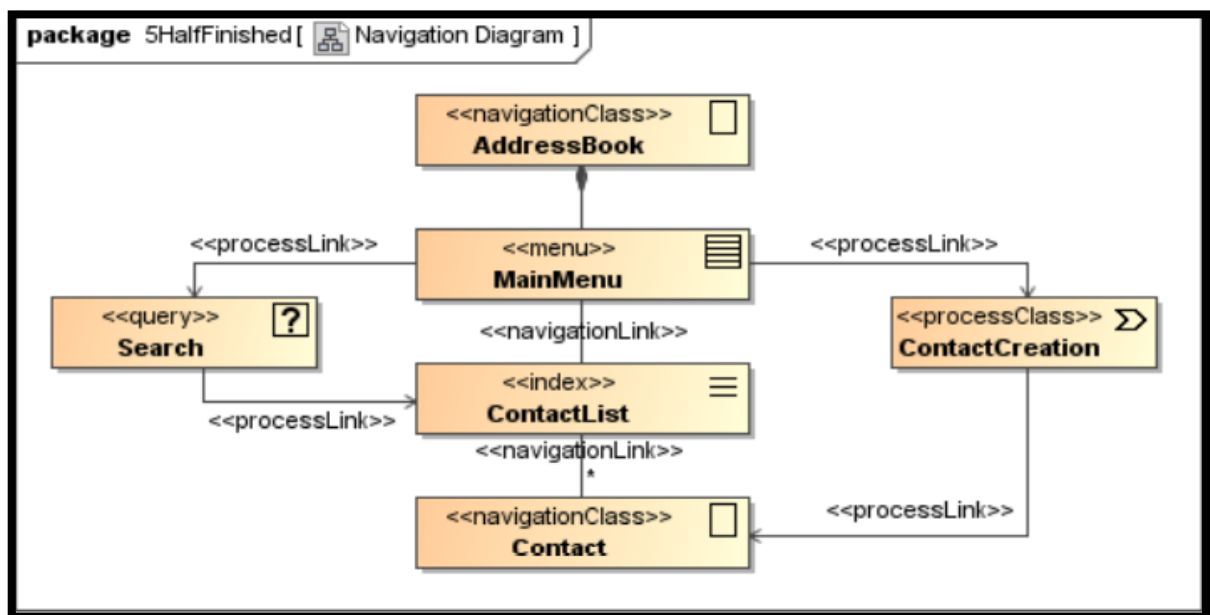 package 5HalfFinished [ Navigation Diagram ]
<<navigationClass>>
AddressBook
<<processLink>>
<<menu>>
MainMenu
<<processLink>>
<<query>>
Search
?
<<navigationLink>>
<<processClass>>
ContactCreation
<<index>>
ContactList
<<processLink>>
<<navigationLink>>
*
<<navigationClass>>
Contact
<<processLink>>